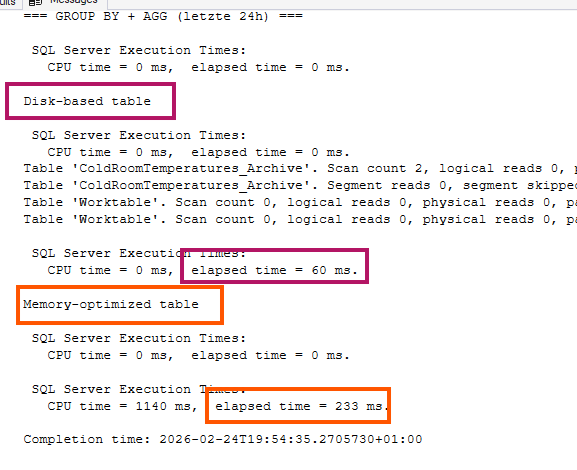 Messages
=== GROUP BY + AGG (letzte 24h) ===
SQL Server Execution Times:
CPU time = 0 ms,  elapsed time = 0 ms.
Disk-based table
SQL Server Execution Times:
CPU time = 0 ms,  elapsed time = 0 ms.
Table 'ColdRoomTemperatures_Archive'. Scan count 2, logical reads 0, p
Table 'ColdRoomTemperatures_Archive'. Segment reads 0, segment skipped
Table 'Worktable'. Scan count 0, logical reads 0, physical reads 0, pa
Table 'Worktable'. Scan count 0, logical reads 0, physical reads 0, pa
SQL Server Execution Times:
CPU time = 0 ms,  elapsed time = 60 ms.
Memory-optimized table
SQL Server Execution Times:
CPU time = 0 ms,  elapsed time = 0 ms.
SQL Server Execution Times:
CPU time = 1140 ms,  elapsed time = 233 ms.
Completion time: 2026-02-24T19:54:35.2705730+01:00